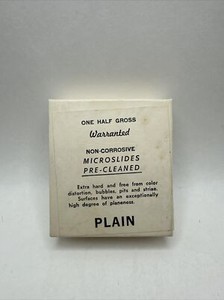 ONE HALF GROSS
Warranted
NON-CORROSIVE
MICROSLIDES
PRE-CLEANED
Extra hard and free from color
distortion, bubbles, pits and striae.
Surfaces have an exceptionally
high degree of planeness.
PLAIN